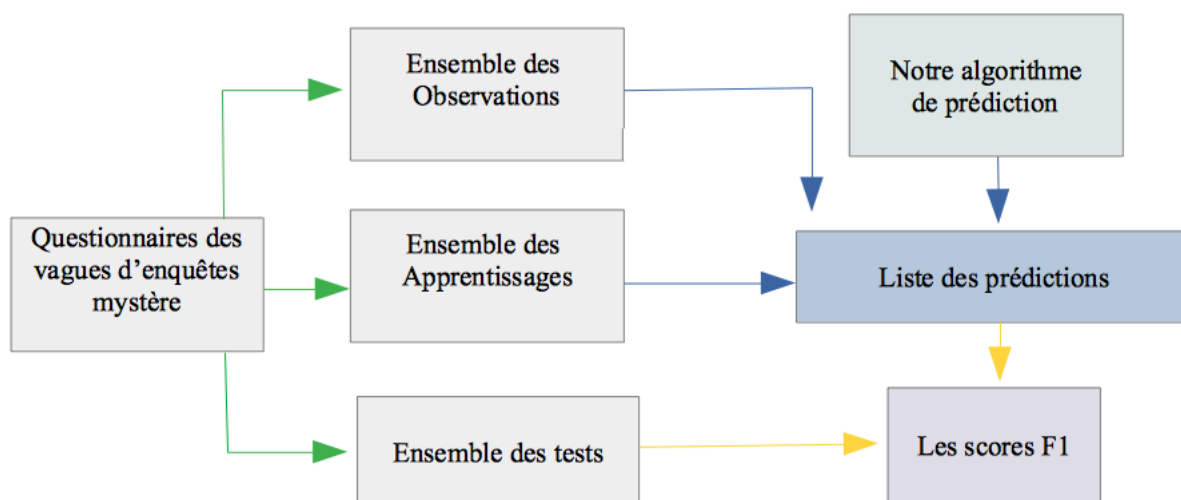 Ensemble des
Observations
Notre algorithme
de prédiction
Questionnaires des
vagues d’enquêtes
mystère
Ensemble des
Apprentissages
Liste des prédictions
Ensemble des tests
Les scores F1